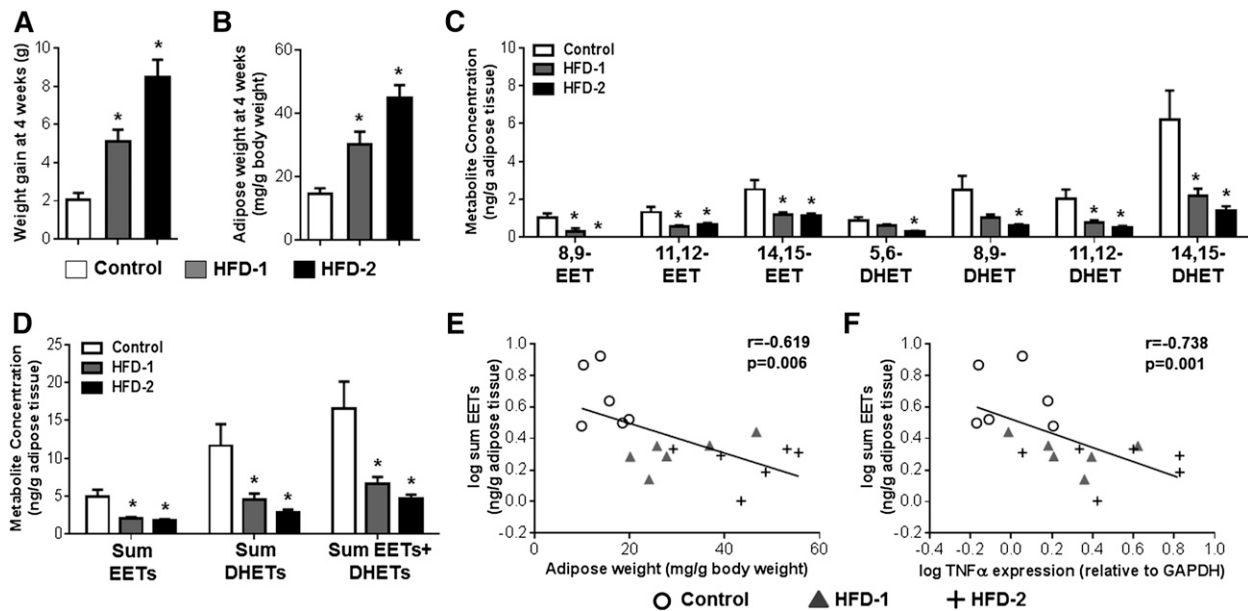 A
Weight gain at 4 weeks (g)
10
8
6
4
2
0
*
*
B
Adipose weight at 4 weeks
(mg/g body weight)
60
40
20
0
*
*
Control
HFD-1
HFD-2
C
Metabolite Concentration
(ng/g adipose tissue)
10
8
6
4
2
0
Control
HFD-1
HFD-2
* *
* *
* *
*
*
* *
* *
8,9-
EET
11,12-
EET
14,15-
EET
5,6-
DHET
8,9-
DHET
11,12-
DHET
14,15-
DHET
D
Metabolite Concentration
(ng/g adipose tissue)
25
20
15
10
5
0
Control
HFD-1
HFD-2
* *
* *
* *
Sum
EETs
Sum
DHETs
Sum EETs+
DHETs
E
log sum EETs
(ng/g adipose tissue)
1.0
0.8
0.6
0.4
0.2
0.0
-0.2
r=-0.619
p=0.006
0 20 40 60
Adipose weight (mg/g body weight)
F
log sum EETs
(ng/g adipose tissue)
1.0
0.8
0.6
0.4
0.2
0.0
-0.2
r=-0.738
p=0.001
-0.4 -0.2 0.0 0.2 0.4 0.6 0.8 1.0
log TNFα expression (relative to GAPDH)
Control
HFD-1
HFD-2